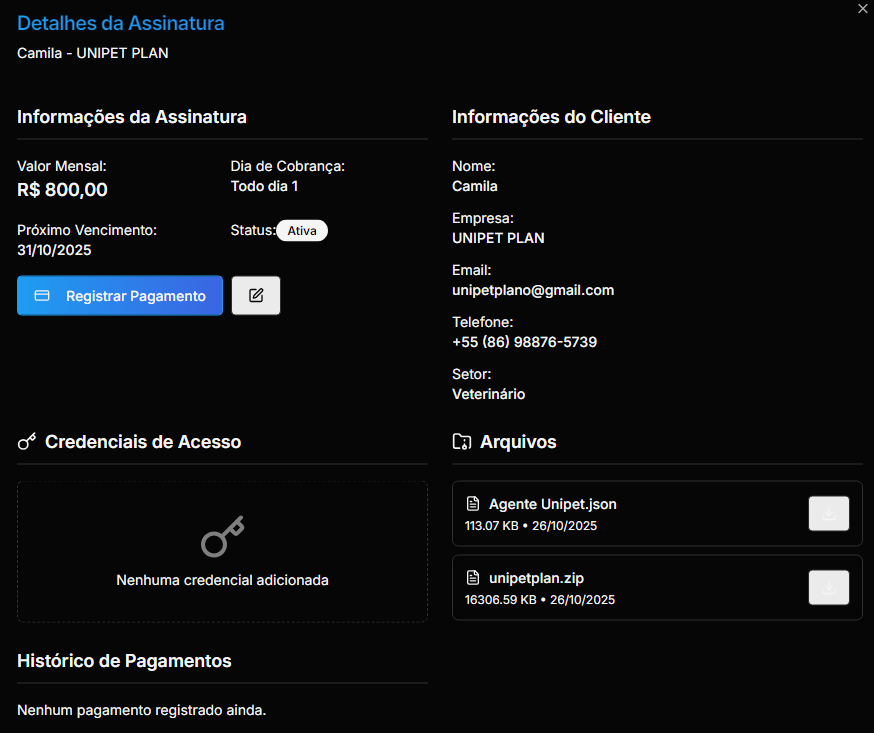 Detalhes da Assinatura
Camila - UNIPET PLAN
Informações da Assinatura
Valor Mensal:
R$ 800,00
Dia de Cobrança:
Todo dia 1
Próximo Vencimento:
31/10/2025
Status: Ativa
Registrar Pagamento
Informações do Cliente
Nome:
Camila
Empresa:
UNIPET PLAN
Email:
unipetplano@gmail.com
Telefone:
+55 (86) 98876-5739
Setor:
Veterinário
Credenciais de Acesso
Nenhuma credencial adicionada
Arquivos
Agente Unipet.json
113.07 KB • 26/10/2025
unipetplan.zip
16306.59 KB • 26/10/2025
Histórico de Pagamentos
Nenhum pagamento registrado ainda.